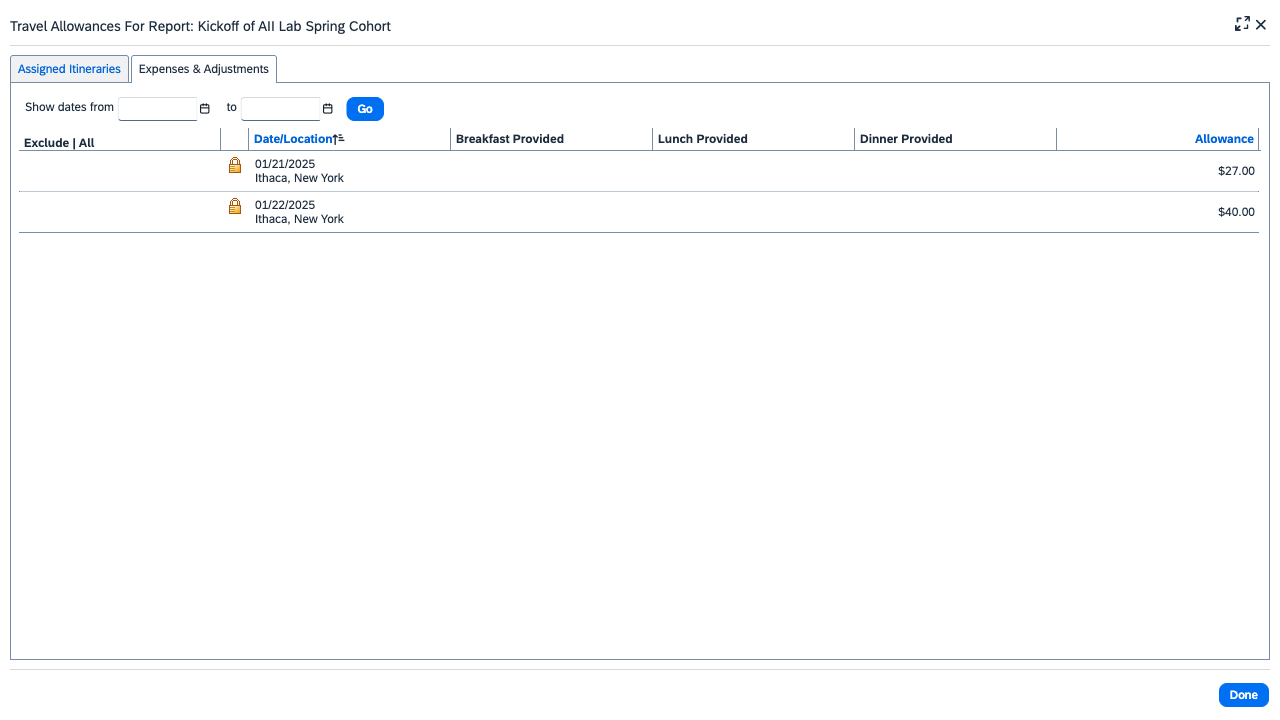 Travel Allowances For Report: Kickoff of AII Lab Spring Cohort
Assigned Itineraries
Expenses & Adjustments
Show dates from
to
Go
Exclude | All
Date/Location
Breakfast Provided
Lunch Provided
Dinner Provided
Allowance
01/21/2025
Ithaca, New York
$27.00
01/22/2025
Ithaca, New York
$40.00
Done